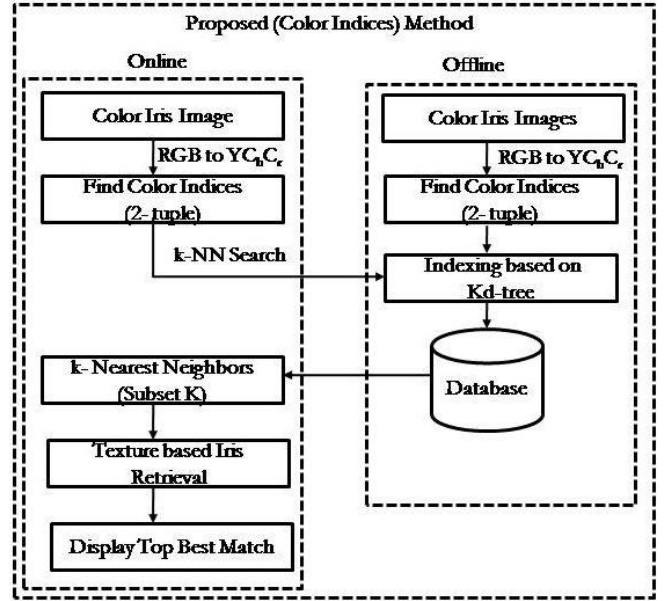 Proposed (Color Indices) Method
Online
Color Iris Image
RGB to YCbCr
Find Color Indices
(2- tuple)
k-NN Search
k- Nearest Neighbors
(Subset K)
Texture based Iris
Retrieval
Display Top Best Match
Offline
Color Iris Images
RGB to YCbCr
Find Color Indices
(2- tuple)
Indexing based on
Kd-tree
Database